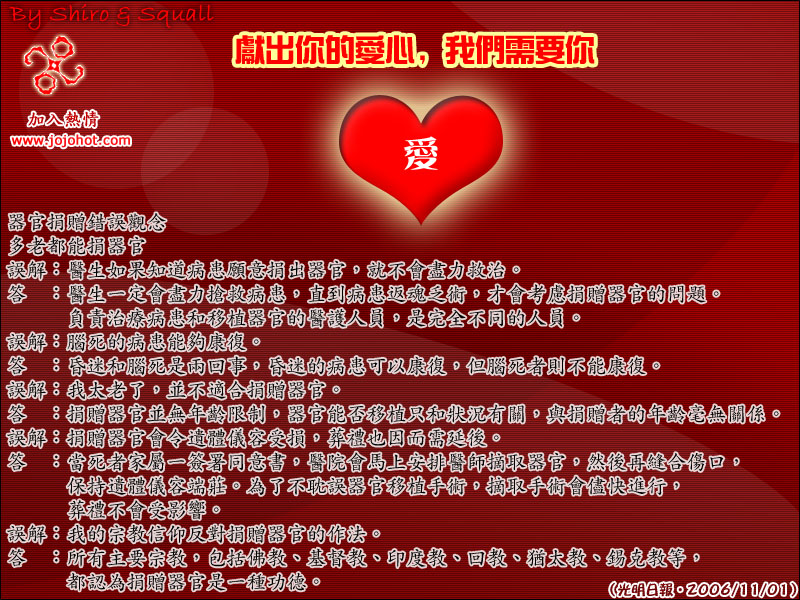 By Shiro & Squall
獻出你的愛心，我們需要你
加入熱情
www.jojohot.com
愛
器官捐贈錯誤觀念
多老都能捐器官
誤解：醫生如果知道病患願意捐出器官，就不會盡力救治。
答　：醫生一定會盡力搶救病患，直到病患返魂乏術，才會考慮捐贈器官的問題。
負責治療病患和移植器官的醫護人員，是完全不同的人員。
誤解：腦死的病患能夠康復。
答　：昏迷和腦死是兩回事，昏迷的病患可以康復，但腦死者則不能康復。
誤解：我太老了，並不適合捐贈器官。
答　：捐贈器官並無年齡限制，器官能否移植只和狀況有關，與捐贈者的年齡毫無關係。
誤解：捐贈器官會令遺體儀容受損，葬禮也因而需延後。
答　：當死者家屬一簽署同意書，醫院會馬上安排醫師摘取器官，然後再縫合傷口，
保持遺體儀容端莊。為了不耽誤器官移植手術，摘取手術會儘快進行，
葬禮不會受影響。
誤解：我的宗教信仰反對捐贈器官的作法。
答　：所有主要宗教，包括佛教、基督教、印度教、回教、猶太教、錫克教等，
都認為捐贈器官是一種功德。
（光明日報・2006/11/01）